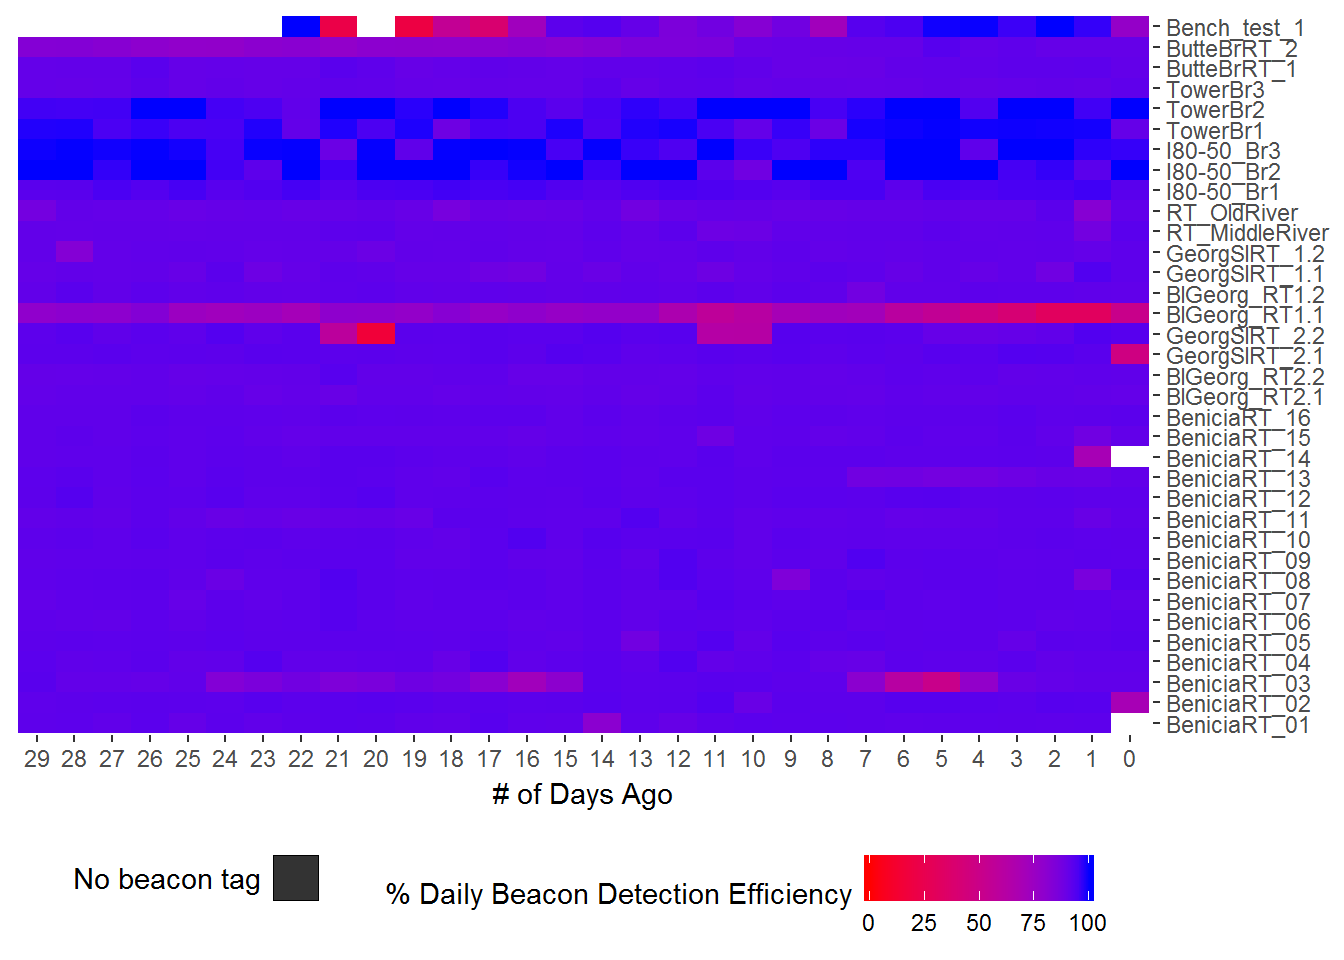 Bench_test_1
ButteBrRT_2
ButteBrRT_1
TowerBr3
TowerBr2
TowerBr1
I80-50_Br3
I80-50_Br2
I80-50_Br1
RT_OldRiver
RT_MiddleRiver
GeorgSlRT_1.2
GeorgSlRT_1.1
BlGeorg_RT1.2
BlGeorg_RT1.1
GeorgSlRT_2.2
GeorgSlRT_2.1
BlGeorg_RT2.2
BlGeorg_RT2.1
BeniciaRT_16
BeniciaRT_15
BeniciaRT_14
BeniciaRT_13
BeniciaRT_12
BeniciaRT_11
BeniciaRT_10
BeniciaRT_09
BeniciaRT_08
BeniciaRT_07
BeniciaRT_06
BeniciaRT_05
BeniciaRT_04
BeniciaRT_03
BeniciaRT_02
BeniciaRT_01
29 28 27 26 25 24 23 22 21 20 19 18 17 16 15 14 13 12 11 10 9 8 7 6 5 4 3 2 1 0
# of Days Ago
No beacon tag
% Daily Beacon Detection Efficiency
0 25 50 75 100